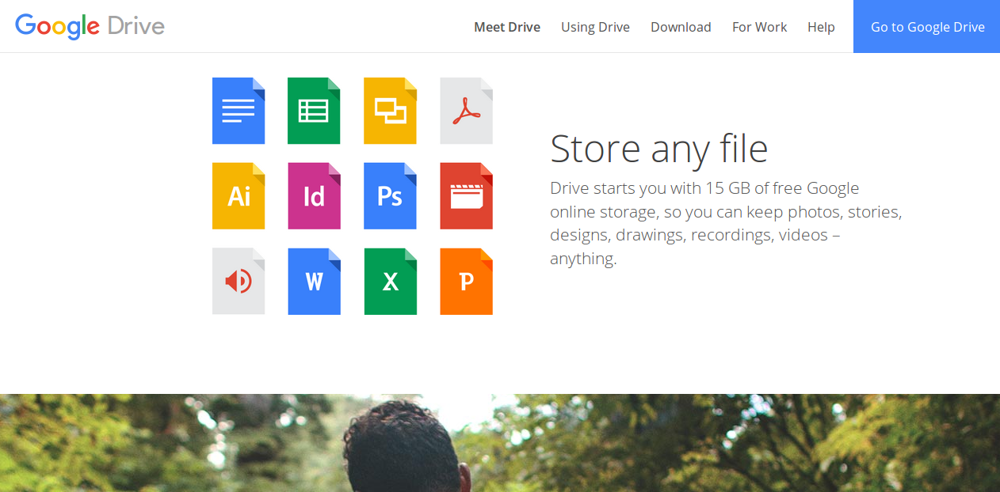 Google Drive
Meet Drive
Using Drive
Download
For Work
Help
Go to Google Drive
Ai
Id
Ps
W
X
P
Store any file
Drive starts you with 15 GB of free Google
online storage, so you can keep photos, stories,
designs, drawings, recordings, videos –
anything.